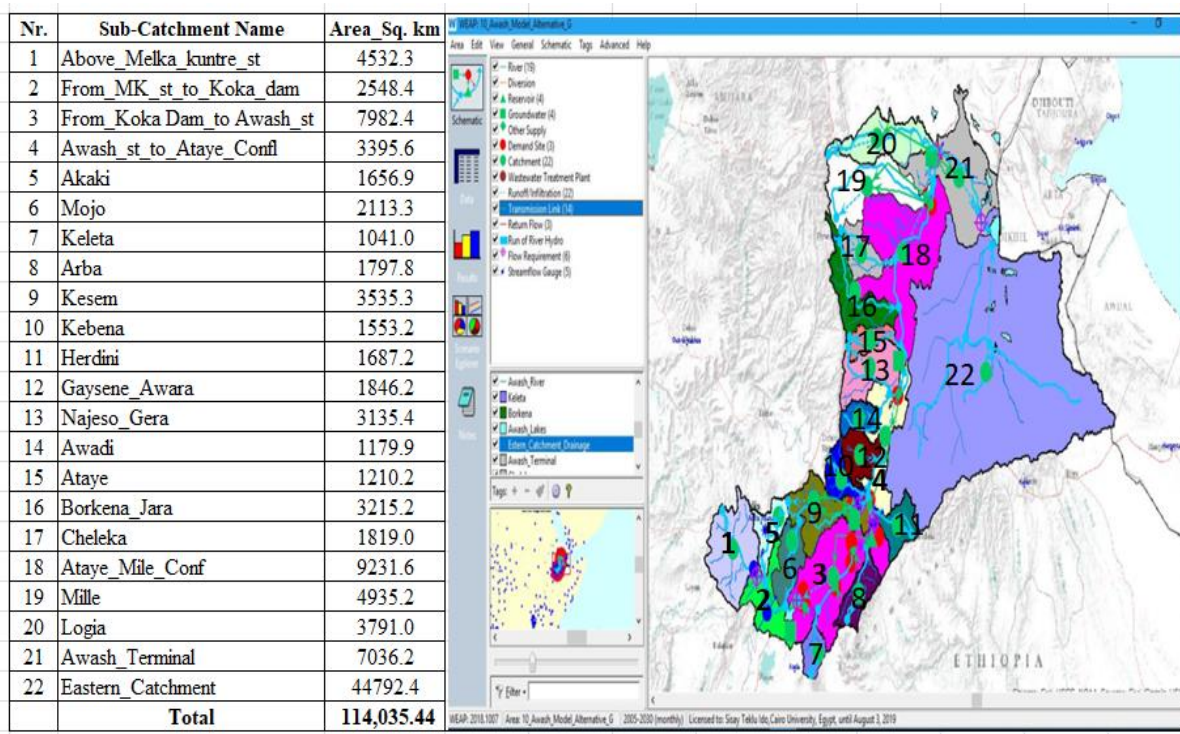 Nr. Sub-Catchment Name Area_Sq. km
1 Above_Melka_kuntre_st 4532.3
2 From_MK_st_to_Koka_dam 2548.4
3 From_Koka Dam_to Awash_st 7982.4
4 Awash_st_to_Ataye_Confl 3395.6
5 Akaki 1656.9
6 Mojo 2113.3
7 Keleta 1041.0
8 Arba 1797.8
9 Kesem 3535.3
10 Kebena 1553.2
11 Herdini 1687.2
12 Gaysene_Awara 1846.2
13 Najeso_Gera 3135.4
14 Awadi 1179.9
15 Ataye 1210.2
16 Borkena_Jara 3215.2
17 Cheleka 1819.0
18 Ataye_Mile_Conf 9231.6
19 Mille 4935.2
20 Logia 3791.0
21 Awash_Terminal 7036.2
22 Eastern_Catchment 44792.4
Total 114,035.44
W WEAP: 10_Awash_Model_Alternative_G
Area Edit View General Schematic Tags Advanced Help
Schematic
Data
Results
Scenario
Explorer
Notes
River (19)
Diversion
Reservoir (4)
Groundwater (4)
Other Supply
Demand Site (3)
Catchment (22)
Wastewater Treatment Plant
Runoff/Infiltration (22)
Transmission Link (14)
Return Flow (3)
Run of River Hydro
Flow Requirement (6)
Streamflow Gauge (5)
Awash_River
Keleta
Borkena
Awash_Lakes
Estern_Catchment_Drainage
Awash_Terminal
Tags:
Filter
DJIBOUTI
20
21
19
17
18
16
15
13
22
14
10
12
4
9
11
5
1
6
3
2
8
7
ETHIOPIA
WEAP: 2018.1007 Area: 10_Awash_Model_Alternative_G 2005-2030 (monthly) Licensed to: Sisay Teklu Ido, Cairo University, Egypt, until August 3, 2019